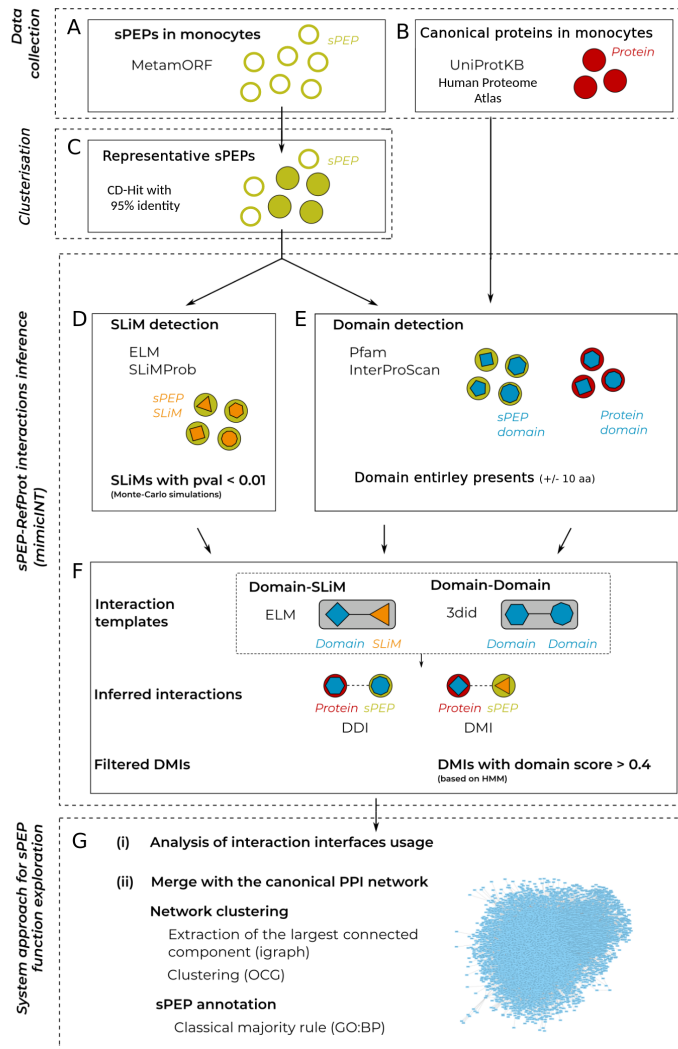 Data
collection
A
sPEPs in monocytes
sPEP
MetamORF
B
Canonical proteins in monocytes
Protein
UniProtKB
Human Proteome
Atlas
Clusterisation
C
Representative sPEPs
sPEP
CD-Hit with
95% identity
sPEP-RefProt interactions inference
(mimicINT)
D
SLiM detection
ELM
SLiMProb
sPEP
SLiM
SLiMs with pval < 0.01
(Monte-Carlo simulations)
E
Domain detection
Pfam
InterProScan
sPEP
domain
Protein
domain
Domain entirley presents (+/- 10 aa)
F
Interaction
templates
Domain-SLiM
ELM
Domain SLiM
Domain-Domain
3did
Domain Domain
Inferred interactions
Protein sPEP
DDI
Protein sPEP
DMI
Filtered DMIs
DMIs with domain score > 0.4
(based on HMM)
System approach for sPEP
function exploration
G
(i) Analysis of interaction interfaces usage
(ii) Merge with the canonical PPI network
Network clustering
Extraction of the largest connected
component (igraph)
Clustering (OCG)
sPEP annotation
Classical majority rule (GO:BP)